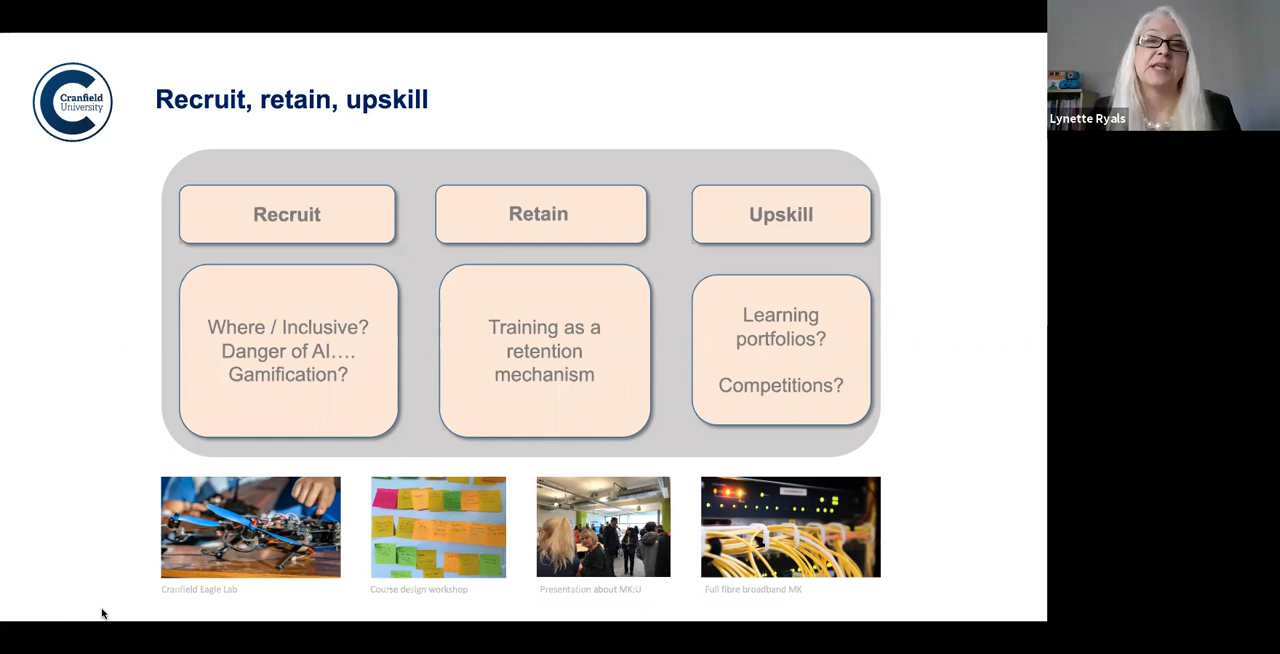 Cranfield
University
Recruit, retain, upskill
Lynette Ryals
Recruit
Retain
Upskill
Where / Inclusive?
Danger of AI….
Gamification?
Training as a
retention
mechanism
Learning
portfolios?
Competitions?
Cranfield Eagle Lab
Course design workshop
Presentation about MK:U
Full fibre broadband MK